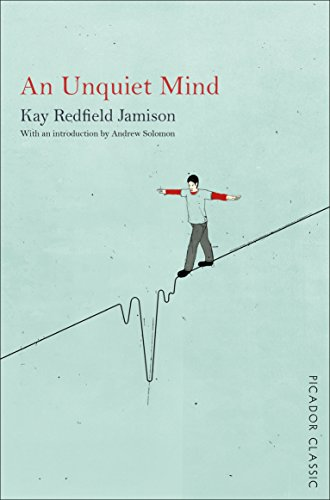 An Unquiet Mind
Kay Redfield Jamison
With an introduction by Andrew Solomon
PICADOR CLASSIC